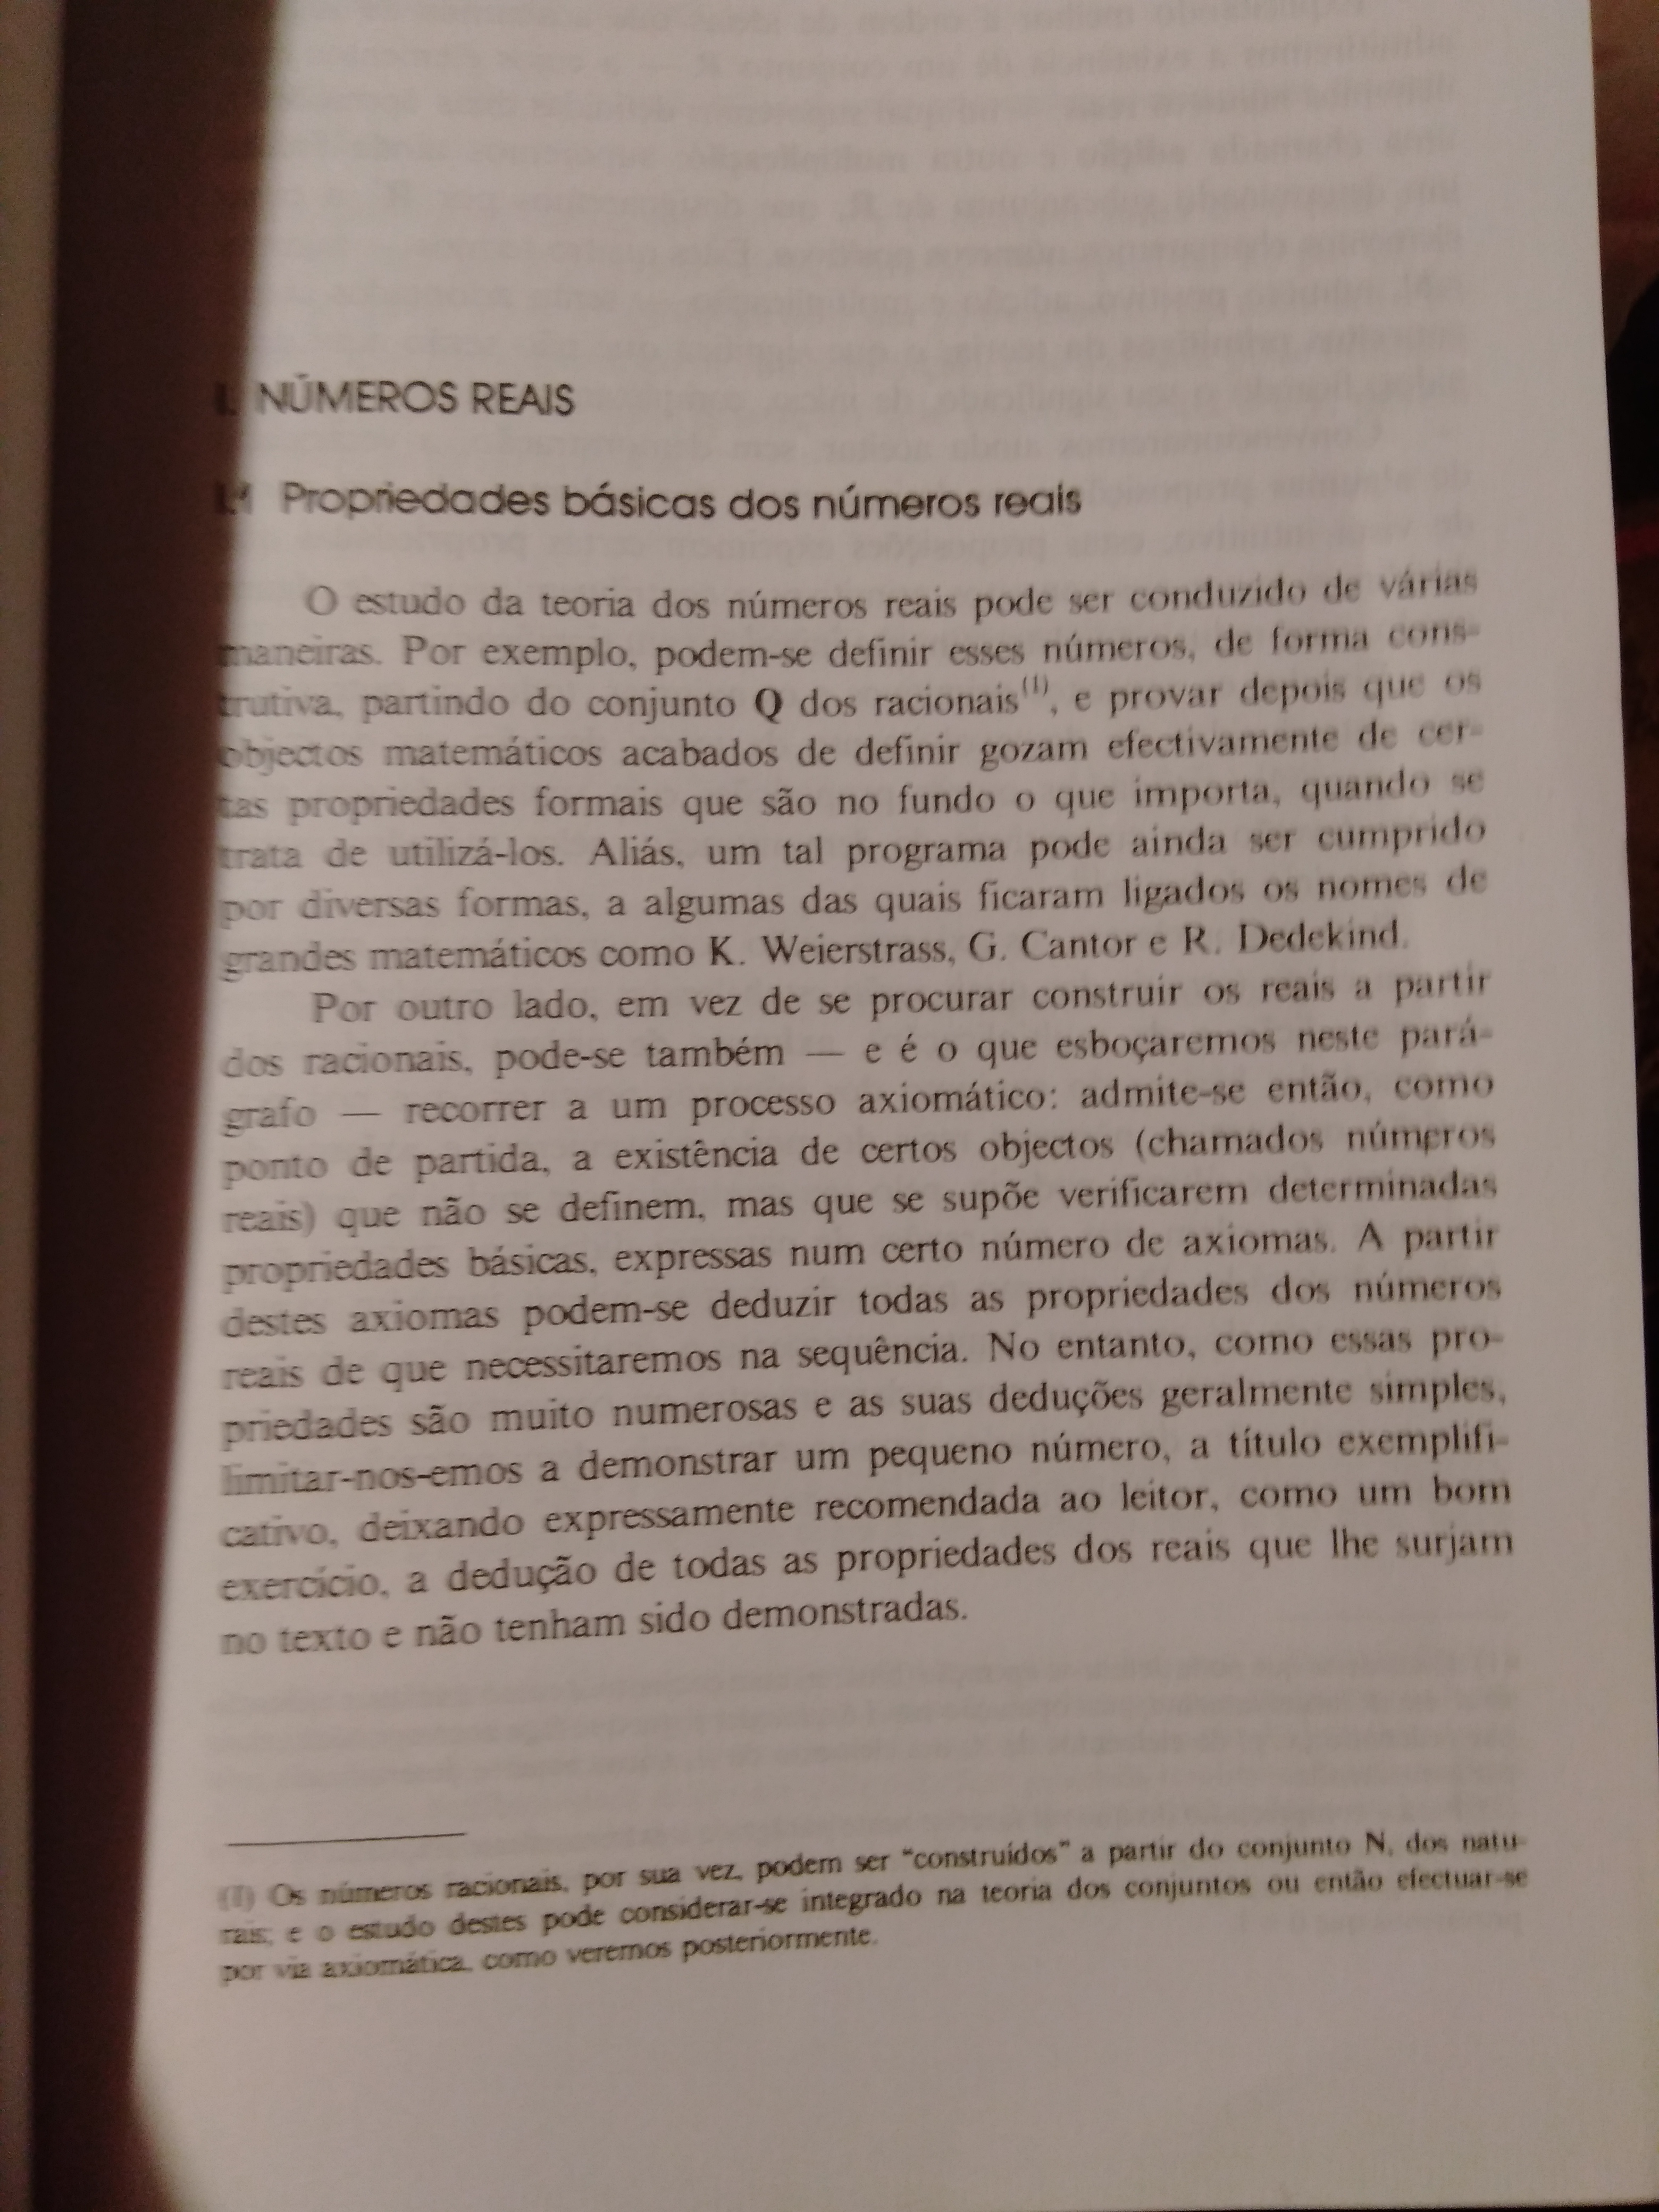 I. NÚMEROS REAIS
I.1 Propriedades básicas dos números reais
O estudo da teoria dos números reais pode ser conduzido de várias
maneiras. Por exemplo, podem-se definir esses números, de forma cons-
trutiva, partindo do conjunto Q dos racionais(1), e provar depois que os
objectos matemáticos acabados de definir gozam efectivamente de cer-
tas propriedades formais que são no fundo o que importa, quando se
trata de utilizá-los. Aliás, um tal programa pode ainda ser cumprido
por diversas formas, a algumas das quais ficaram ligados os nomes de
grandes matemáticos como K. Weierstrass, G. Cantor e R. Dedekind.
Por outro lado, em vez de se procurar construir os reais a partir
dos racionais, pode-se também — e é o que esboçaremos neste pará-
grafo — recorrer a um processo axiomático: admite-se então, como
ponto de partida, a existência de certos objectos (chamados números
reais) que não se definem, mas que se supõe verificarem determinadas
propriedades básicas, expressas num certo número de axiomas. A partir
destes axiomas podem-se deduzir todas as propriedades dos números
reais de que necessitaremos na sequência. No entanto, como essas pro-
priedades são muito numerosas e as suas deduções geralmente simples,
limitar-nos-emos a demonstrar um pequeno número, a título exemplifi-
cativo, deixando expressamente recomendada ao leitor, como um bom
exercício, a dedução de todas as propriedades dos reais que lhe surjam
no texto e não tenham sido demonstradas.
(1) Os números racionais, por sua vez, podem ser “construídos” a partir do conjunto N, dos natu-
rais; e o estudo destes pode considerar-se integrado na teoria dos conjuntos ou então efectuar-se
por via axiomática, como veremos posteriormente.